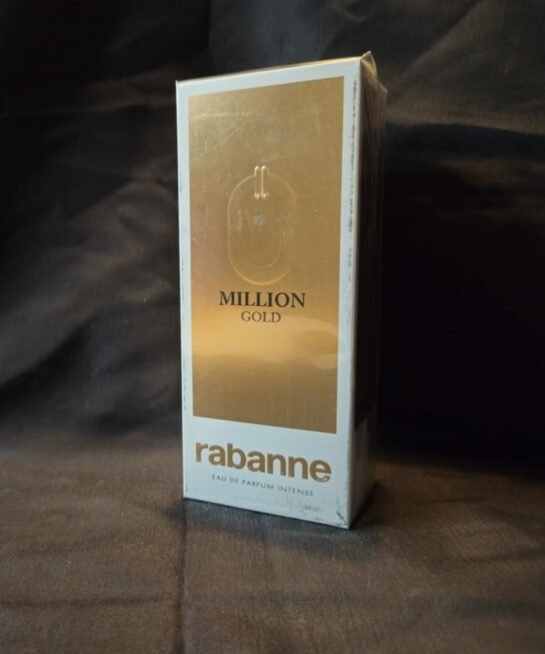 MILLION
GOLD
rabanne
EAU DE PARFUM INTENSE